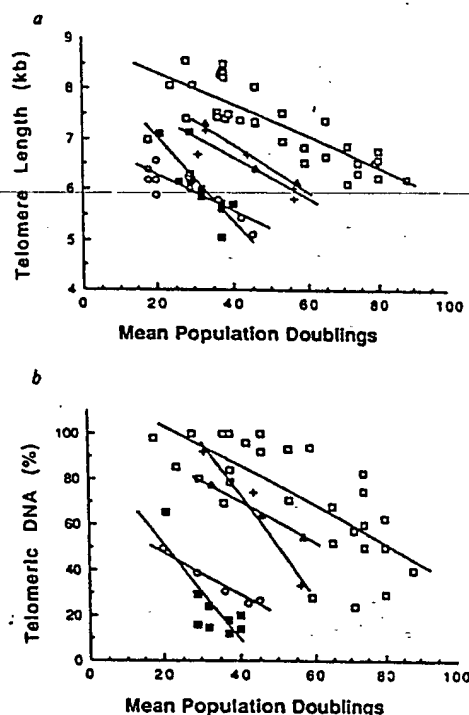 a
9
8
7
6
5
4
Telomere Length (kb)
0 20 40 60 80 100
Mean Population Doublings
b
100
80
60
40
20
0
Telomeric DNA (%)
0 20 40 60 80 100
Mean Population Doublings